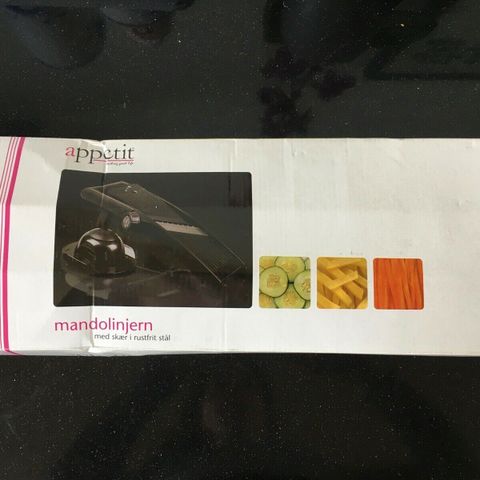 appetit
mandolinjern
med skær i rustfrit stål